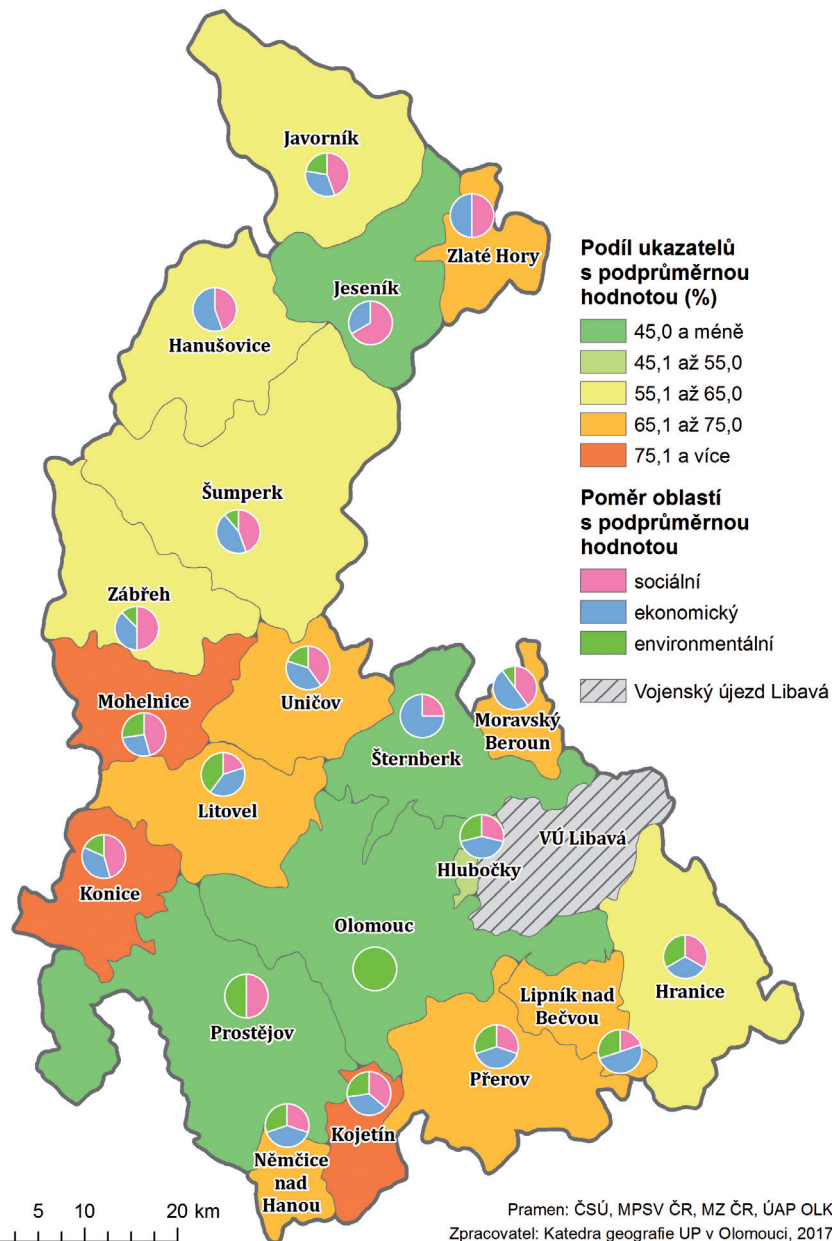 Javorník
Zlaté Hory
Jeseník
Hanušovice
Podíl ukazatelů
s podprůměrnou
hodnotou (%)
45,0 a méně
45,1 až 55,0
55,1 až 65,0
65,1 až 75,0
75,1 a více
Poměr oblastí
s podprůměrnou
hodnotou
sociální
ekonomický
environmentální
Vojenský újezd Libavá
Šumperk
Zábřeh
Mohelnice
Uničov
Moravský
Beroun
Šternberk
Litovel
VÚ Libavá
Hlubočky
Konice
Olomouc
Hranice
Lipník nad
Bečvou
Prostějov
Přerov
Kojetín
Němčice
nad
Hanou
5 10 20 km
Pramen: ČSÚ, MPSV ČR, MZ ČR, ÚAP OLK
Zpracovatel: Katedra geografie UP v Olomouci, 2017